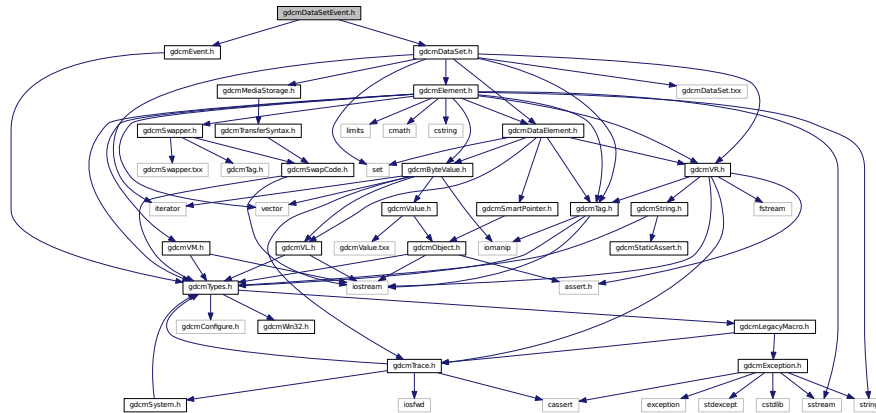 gdcmDataSetEvent.h
gdcmEvent.h
gdcmDataSet.h
gdcmMediaStorage.h
gdcmElement.h
gdcmDataSet.txx
gdcmSwapper.h
gdcmTransferSyntax.h
limits
cmath
cstring
gdcmDataElement.h
gdcmSwapper.txx
gdcmTag.h
gdcmSwapCode.h
set
gdcmByteValue.h
gdcmVR.h
iterator
vector
gdcmValue.h
gdcmSmartPointer.h
gdcmTag.h
gdcmString.h
fstream
gdcmVM.h
gdcmVL.h
gdcmValue.txx
gdcmObject.h
iomanip
gdcmStaticAssert.h
gdcmTypes.h
iostream
assert.h
gdcmConfigure.h
gdcmWin32.h
gdcmLegacyMacro.h
gdcmTrace.h
gdcmException.h
gdcmSystem.h
iosfwd
cassert
exception
stdexcept
cstdlib
sstream
string